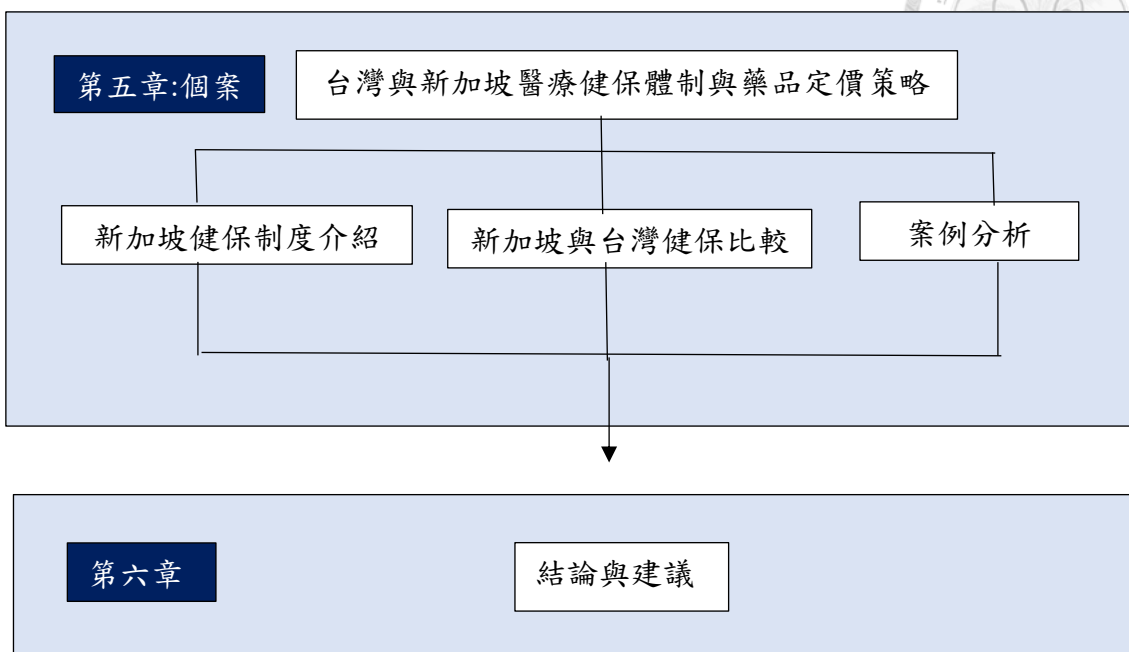 第五章:個案
台灣與新加坡醫療健保體制與藥品定價策略
新加坡健保制度介紹
新加坡與台灣健保比較
案例分析
第六章
結論與建議